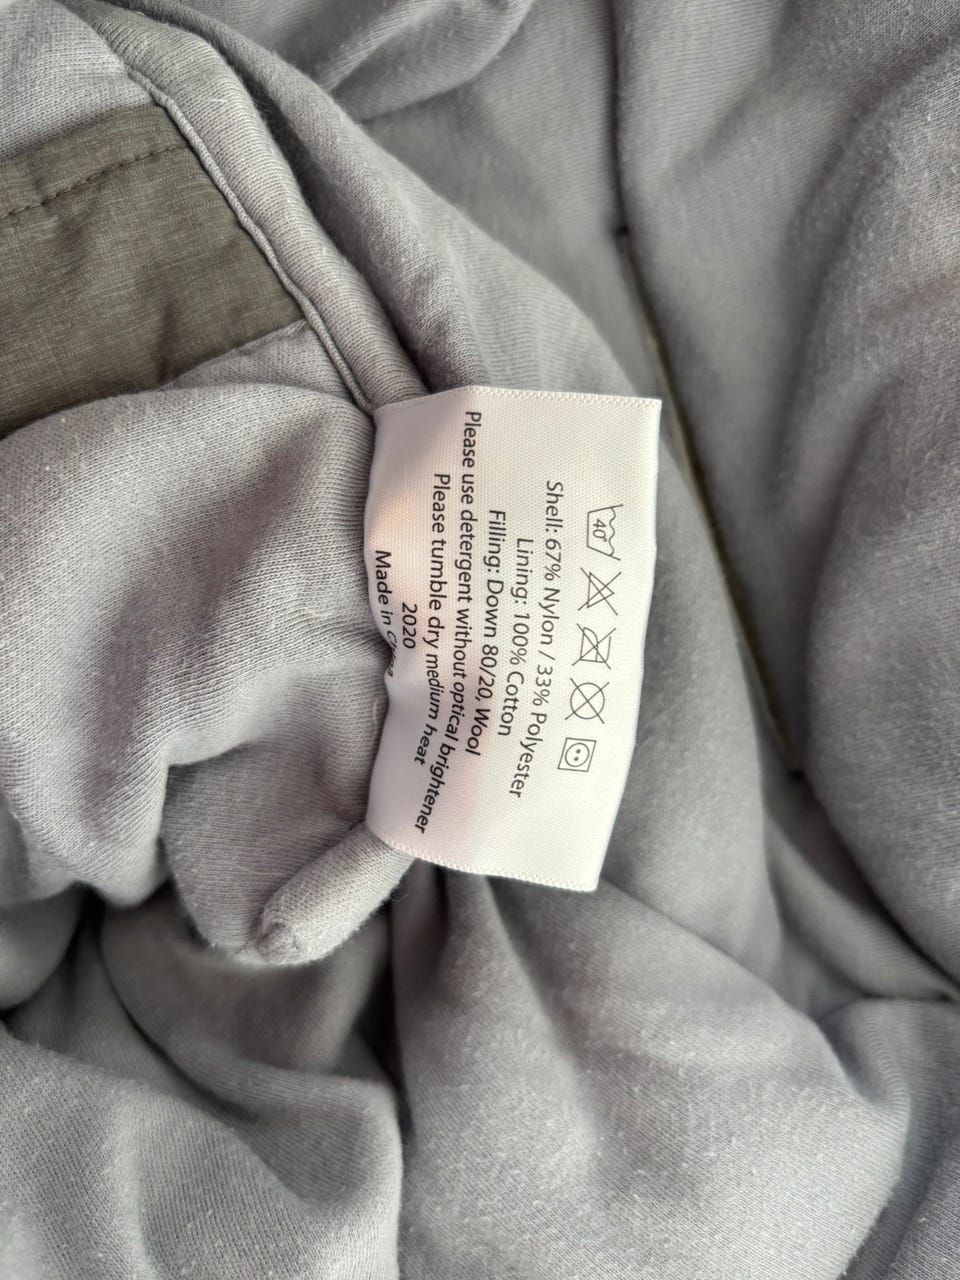 40°
Shell: 67% Nylon / 33% Polyester
Lining: 100% Cotton
Filling: Down 80/20, Wool
Please use detergent without optical brightener
Please tumble dry medium heat
2020
Made in China